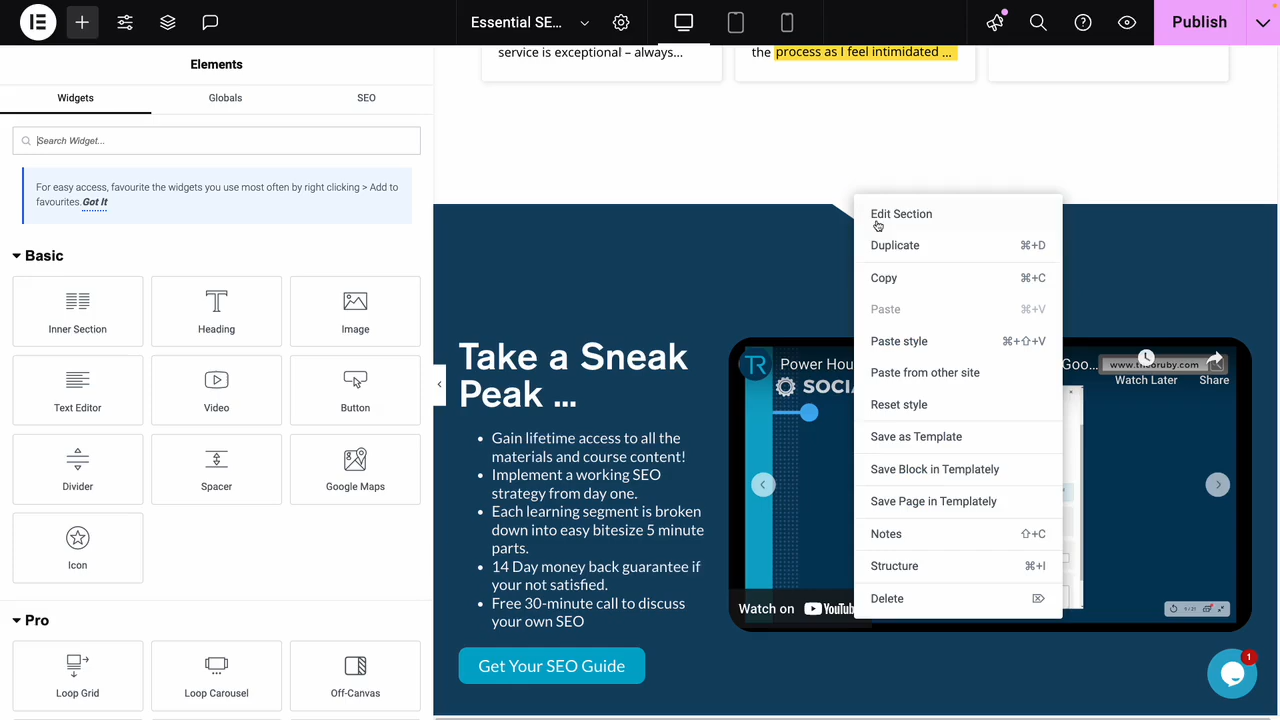 Essential SE...
Publish
Elements
Widgets
Globals
SEO
Search Widget...
For easy access, favourite the widgets you use most often by right clicking > Add to
favourites.Got It
Basic
Inner Section
Heading
Image
Text Editor
Video
Button
Divider
Spacer
Google Maps
Icon
Pro
Loop Grid
Loop Carousel
Off-Canvas
service is exceptional – always...
the process as I feel intimidated ...
Edit Section
Duplicate ⌘+D
Copy ⌘+C
Paste ⌘+V
Paste style ⌘+⇧+V
Paste from other site
Reset style
Save as Template
Save Block in Templately
Save Page in Templately
Notes ⇧+C
Structure ⌘+I
Delete ⌦
Take a Sneak
Peak ...
• Gain lifetime access to all the
materials and course content!
• Implement a working SEO
strategy from day one.
• Each learning segment is broken
down into easy bitesize 5 minute
parts.
• 14 Day money back guarantee if
your not satisfied.
• Free 30-minute call to discuss
your own SEO
Get Your SEO Guide
TR
Power Hou
Goo...
SOCIA
www.theoruby.com
Watch Later
Share
Watch on YouTub
1